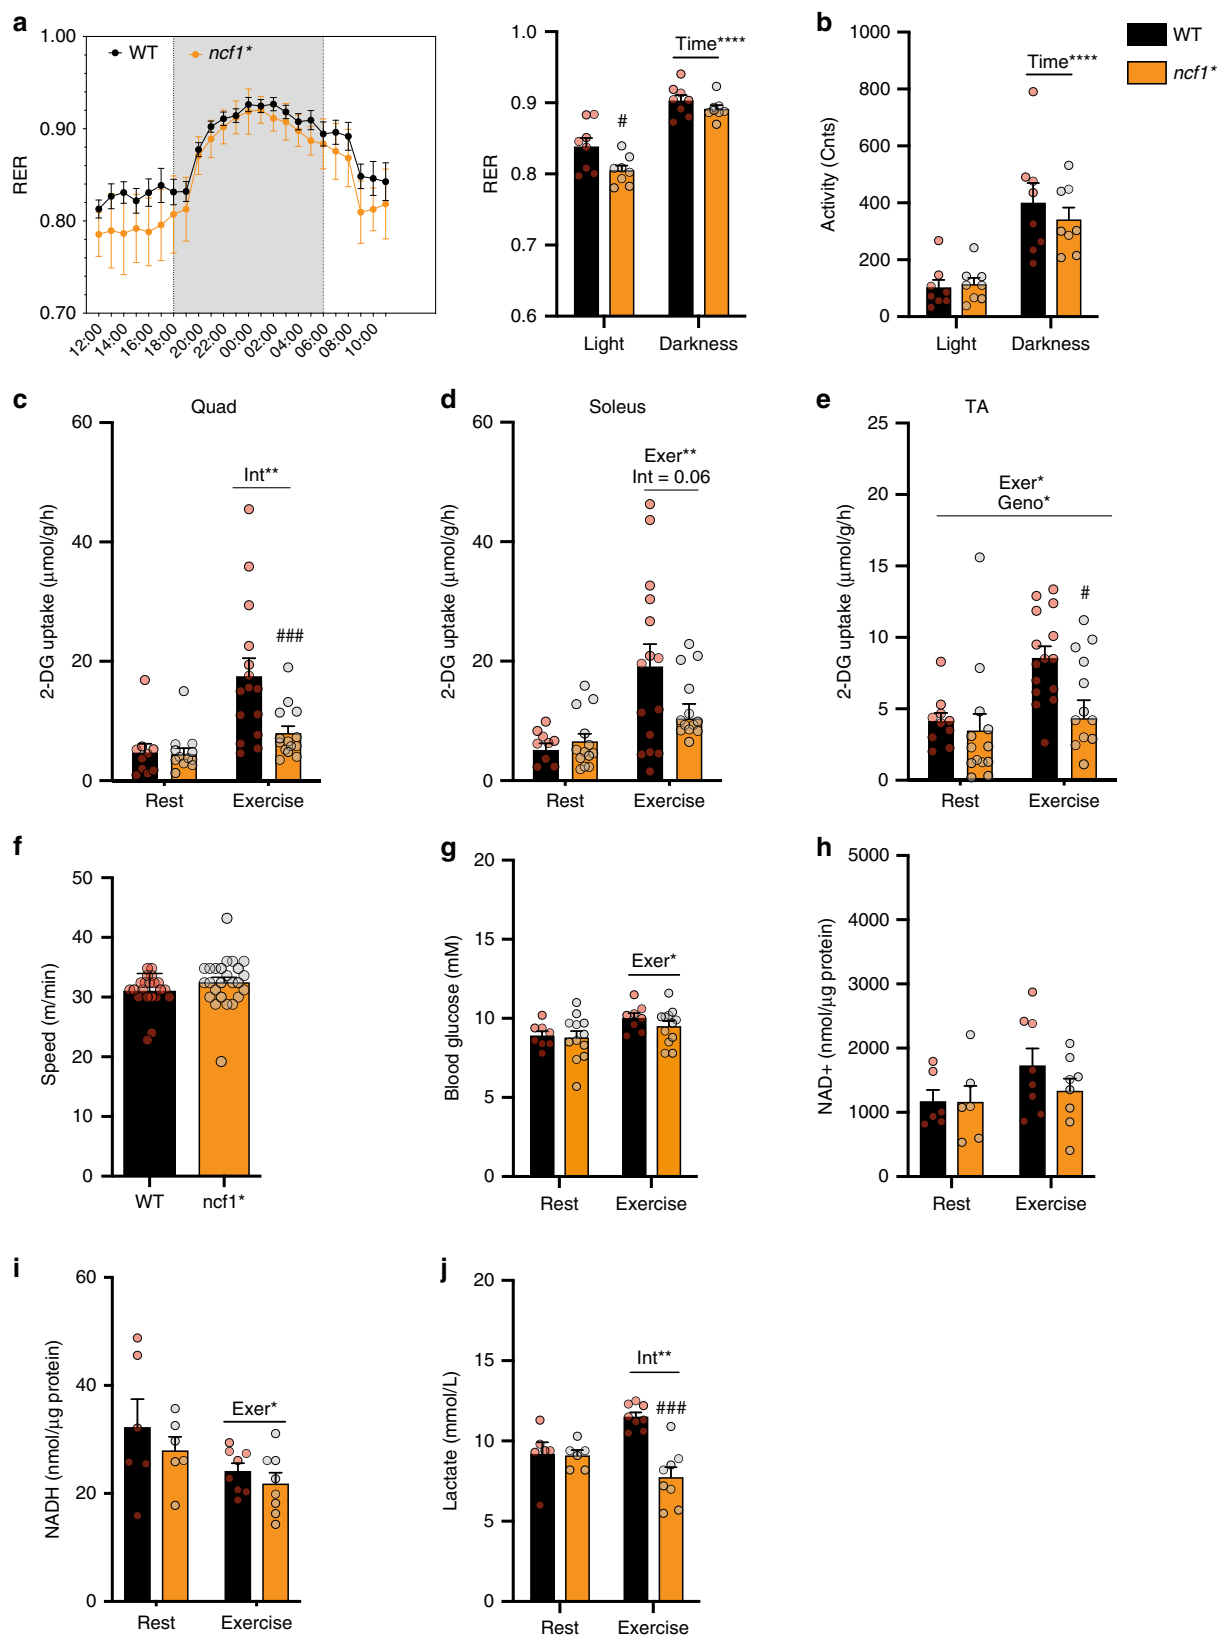 a
1.00
0.90
0.80
0.70
RER
WT
ncf1*
12:00
14:00
16:00
18:00
20:00
22:00
00:00
02:00
04:00
06:00
08:00
10:00
1.0
0.9
0.8
0.7
0.6
RER
Time****
#
Light
Darkness
b
1000
800
600
400
200
0
Activity (Cnts)
Time****
Light
Darkness
WT
ncf1*
c
Quad
60
40
20
0
2-DG uptake (μmol/g/h)
Int**
###
Rest
Exercise
d
Soleus
60
40
20
0
2-DG uptake (μmol/g/h)
Exer**
Int = 0.06
Rest
Exercise
e
TA
25
20
15
10
5
0
2-DG uptake (μmol/g/h)
Exer*
Geno*
#
Rest
Exercise
f
50
40
30
20
10
0
Speed (m/min)
WT
ncf1*
g
20
15
10
5
0
Blood glucose (mM)
Exer*
Rest
Exercise
h
5000
4000
3000
2000
1000
0
NAD+ (nmol/μg protein)
Rest
Exercise
i
60
40
20
0
NADH (nmol/μg protein)
Exer*
Rest
Exercise
j
20
15
10
5
0
Lactate (mmol/L)
Int**
###
Rest
Exercise